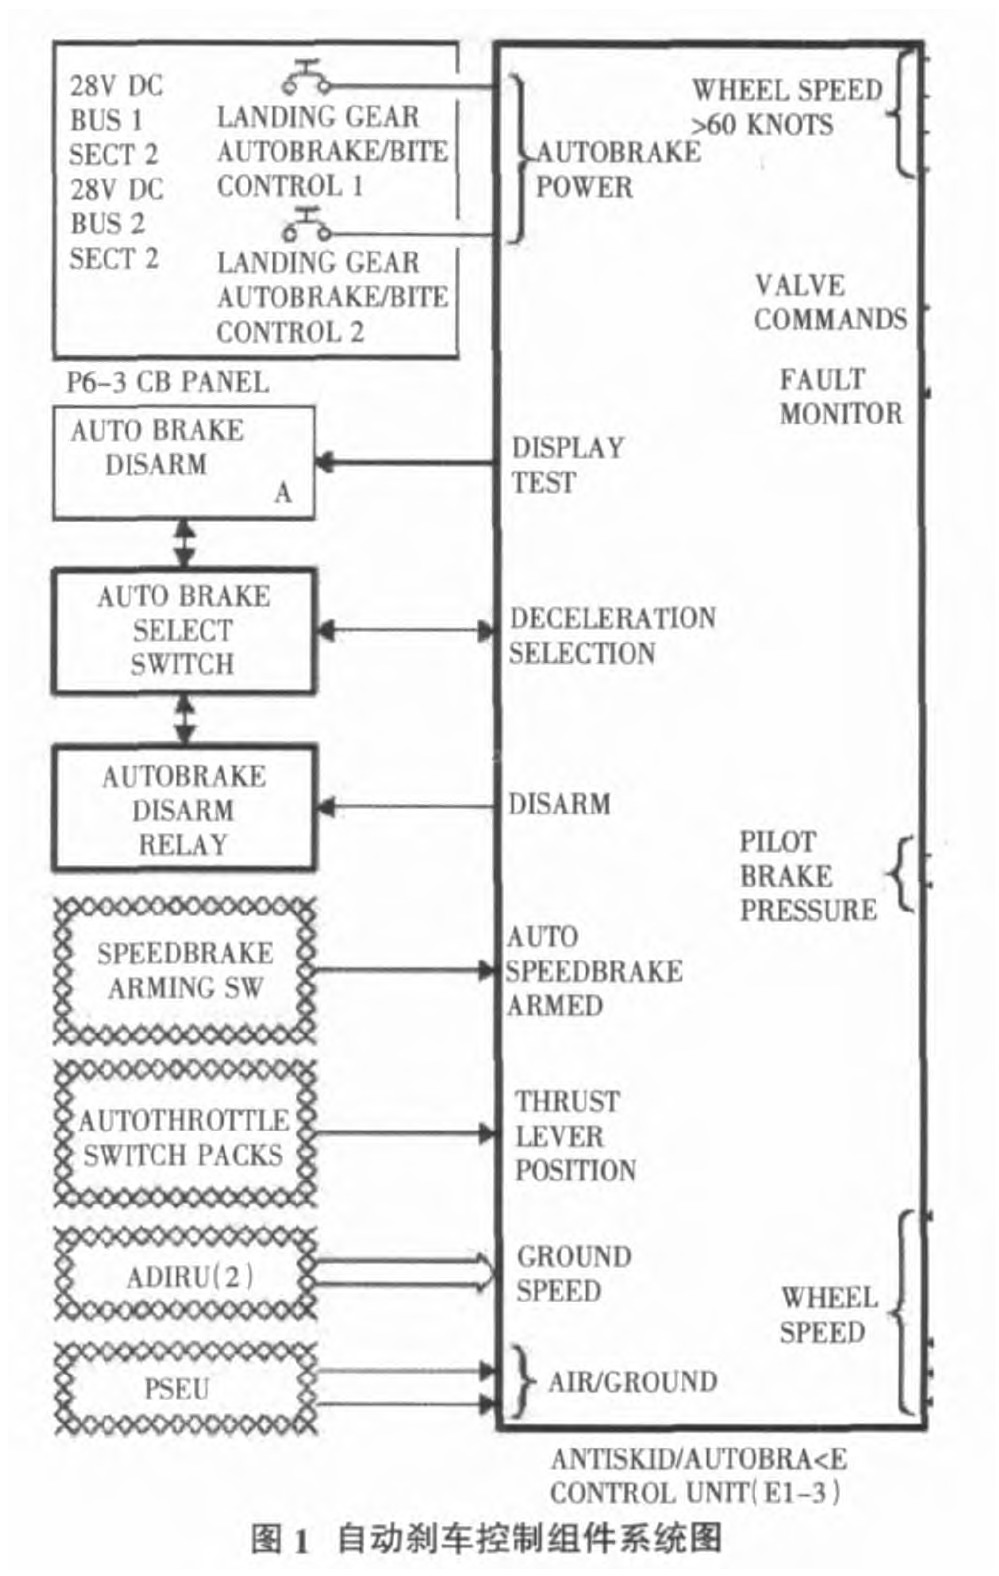 28V DC
BUS 1
SECT 2
28V DC
BUS 2
SECT 2
LANDING GEAR
AUTOBRAKE/BITE
CONTROL 1
LANDING GEAR
AUTOBRAKE/BITE
CONTROL 2
P6-3 CB PANEL
AUTO BRAKE
DISARM
A
AUTO BRAKE
SELECT
SWITCH
AUTOBRAKE
DISARM
RELAY
SPEEDBRAKE
ARMING SW
AUTOTHROTTLE
SWITCH PACKS
ADIRU(2)
PSEU
AUTOBRAKE
POWER
DISPLAY
TEST
DECELERATION
SELECTION
DISARM
AUTO
SPEEDBRAKE
ARMED
THRUST
LEVER
POSITION
GROUND
SPEED
AIR/GROUND
WHEEL SPEED
>60 KNOTS
VALVE
COMMANDS
FAULT
MONITOR
PILOT
BRAKE
PRESSURE
WHEEL
SPEED
ANTISKID/AUTOBRA<E
CONTROL UNIT(E1-3)
图 1 自动刹车控制组件系统图